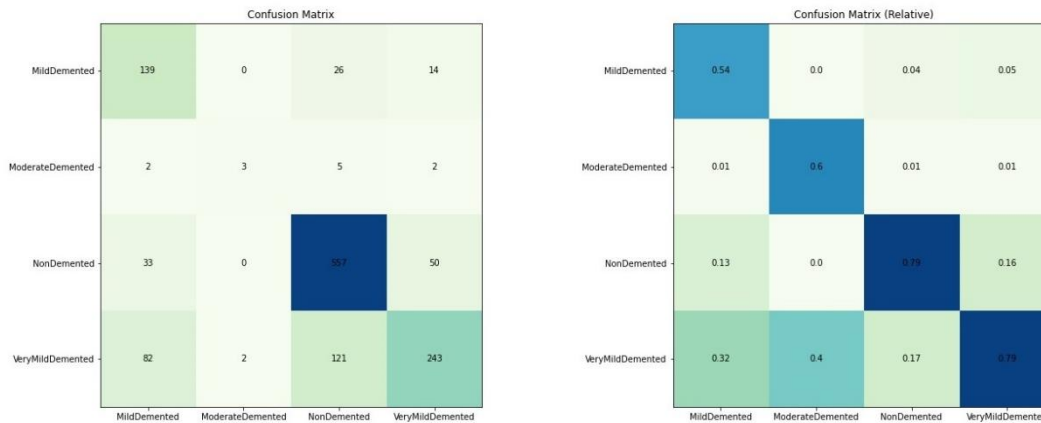 Confusion Matrix
MildDemented 139 0 26 14
ModerateDemented 2 3 5 2
NonDemented 33 0 557 50
VeryMildDemented 82 2 121 243
MildDemented ModerateDemented NonDemented VeryMildDemented
Confusion Matrix (Relative)
MildDemented 0.54 0.0 0.04 0.05
ModerateDemented 0.01 0.6 0.01 0.01
NonDemented 0.13 0.0 0.79 0.16
VeryMildDemented 0.32 0.4 0.17 0.79
MildDemented ModerateDemented NonDemented VeryMildDemented